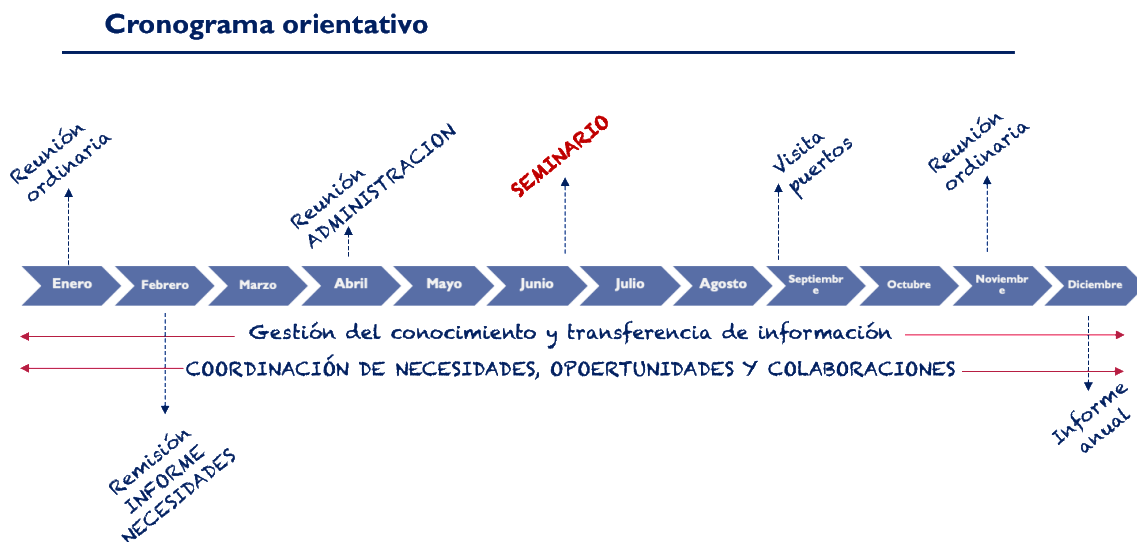 Cronograma orientativo
Reunión
ordinaria
Reunión
ADMINISTRACION
SEMINARIO
Visita
puertos
Reunión
ordinaria
Enero
Febrero
Marzo
Abril
Mayo
Junio
Julio
Agosto
Septiembr
e
Octubre
Noviembr
e
Diciembre
Gestión del conocimiento y transferencia de información
COORDINACIÓN DE NECESIDADES, OPOERTUNIDADES Y COLABORACIONES
Remisión
INFORME
NECESIDADES
Informe
anual